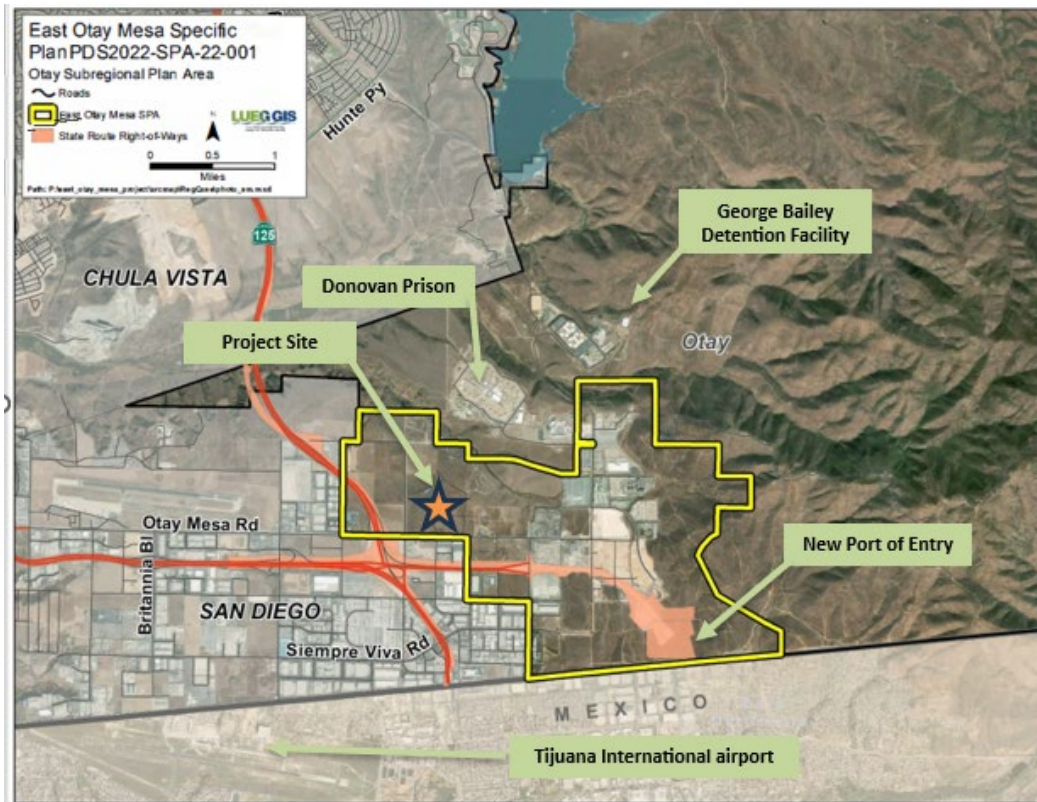 East Otay Mesa Specific
Plan PDS2022-SPA-22-001
Otay Subregional Plan Area
Roads
East Otay Mesa SPA
State Route Right-of-Ways
N
LUEG GIS
0 0.5 1
Miles
Hunte Py
125
CHULA VISTA
George Bailey
Detention Facility
Donovan Prison
Otay
Project Site
Otay Mesa Rd
Britannia Bl
New Port of Entry
SAN DIEGO
Siempre Viva Rd
MEXICO
Tijuana International airport